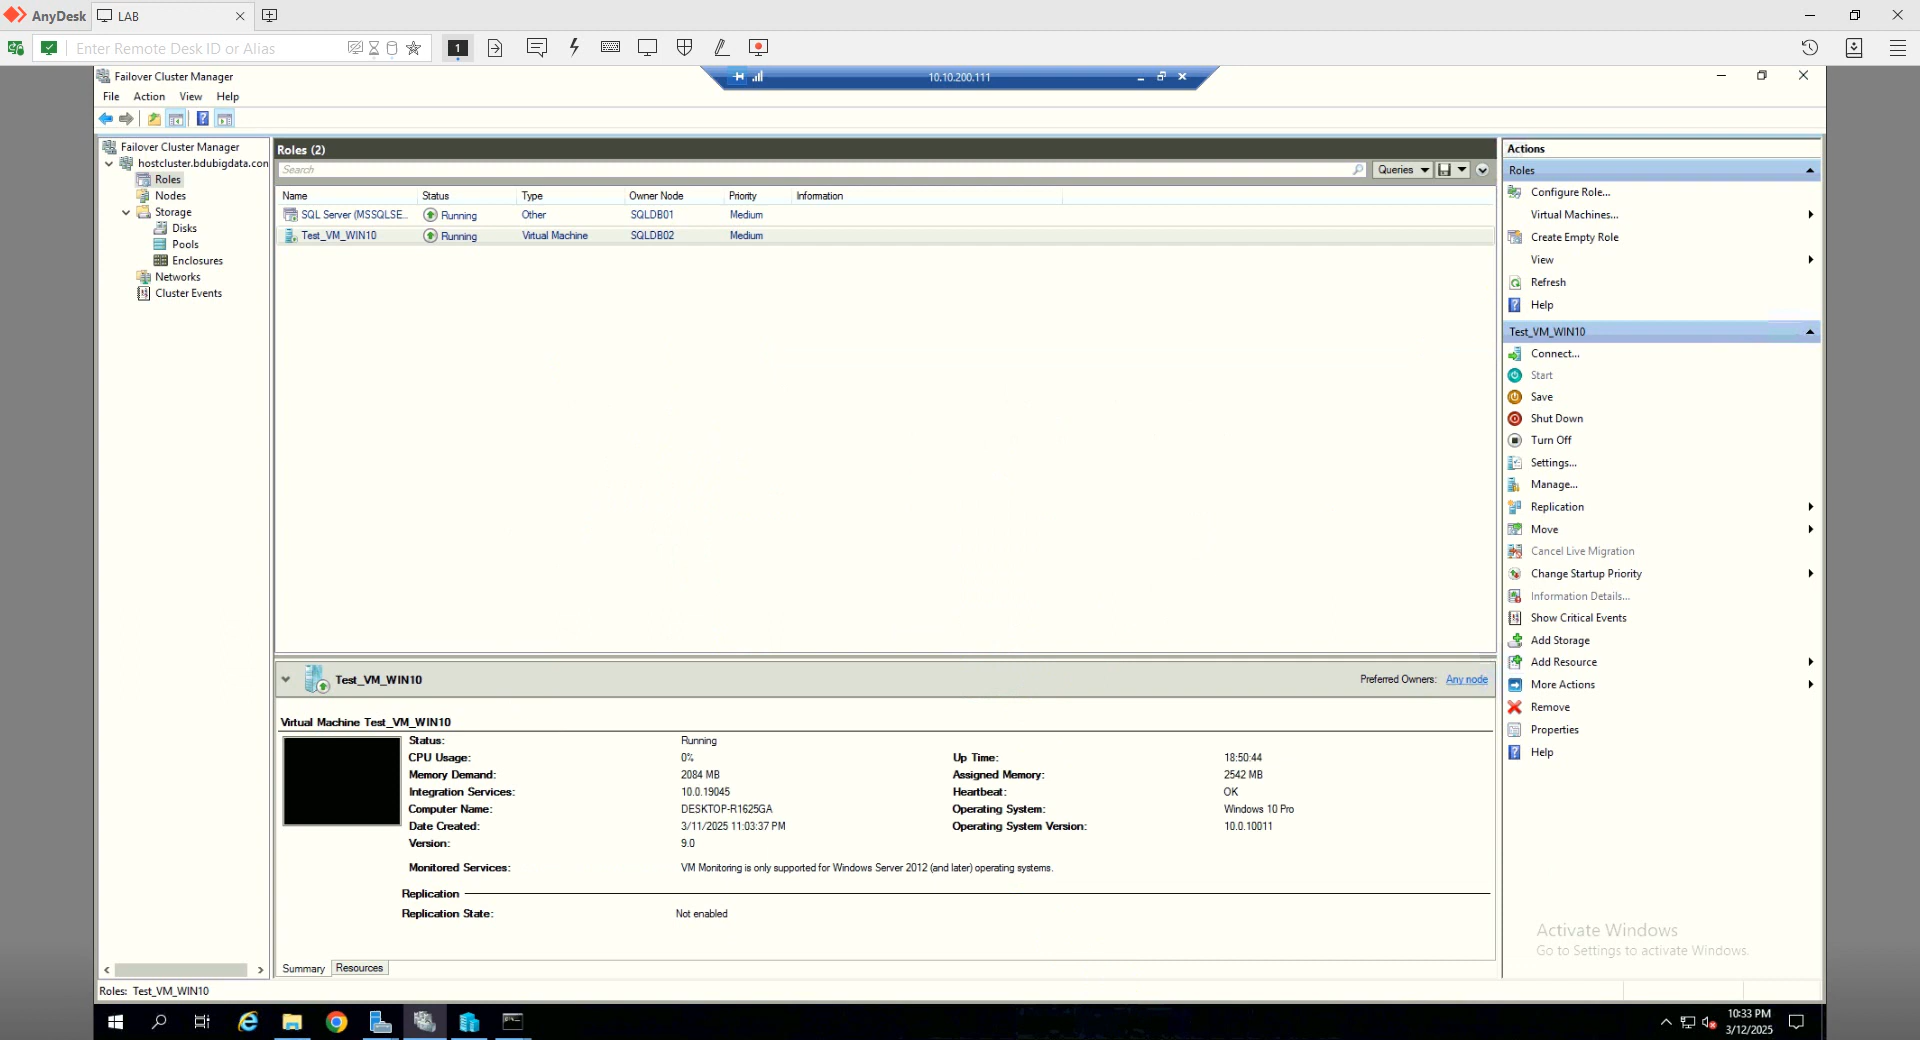 AnyDesk
LAB
Enter Remote Desk ID or Alias
1
Failover Cluster Manager
10.10.200.111
File Action View Help
Failover Cluster Manager
hostcluster.bdubigdata.con
Roles
Nodes
Storage
Disks
Pools
Enclosures
Networks
Cluster Events
Roles (2)
Search
Queries
Name Status Type Owner Node Priority Information
SQL Server (MSSQLSE... Running Other SQLDB01 Medium
Test_VM_WIN10 Running Virtual Machine SQLDB02 Medium
Test_VM_WIN10
Preferred Owners: Any node
Virtual Machine Test_VM_WIN10
Status: Running
CPU Usage: 0% Up Time: 18:50:44
Memory Demand: 2084 MB Assigned Memory: 2542 MB
Integration Services: 10.0.19045 Heartbeat: OK
Computer Name: DESKTOP-R1625GA Operating System: Windows 10 Pro
Date Created: 3/11/2025 11:03:37 PM Operating System Version: 10.0.10011
Version: 9.0
Monitored Services: VM Monitoring is only supported for Windows Server 2012 (and later) operating systems.
Replication
Replication State: Not enabled
Summary Resources
Actions
Roles
Configure Role...
Virtual Machines...
Create Empty Role
View
Refresh
Help
Test_VM_WIN10
Connect...
Start
Save
Shut Down
Turn Off
Settings...
Manage...
Replication
Move
Cancel Live Migration
Change Startup Priority
Information Details...
Show Critical Events
Add Storage
Add Resource
More Actions
Remove
Properties
Help
Activate Windows
Go to Settings to activate Windows.
Roles: Test_VM_WIN10
10:33 PM
3/12/2025